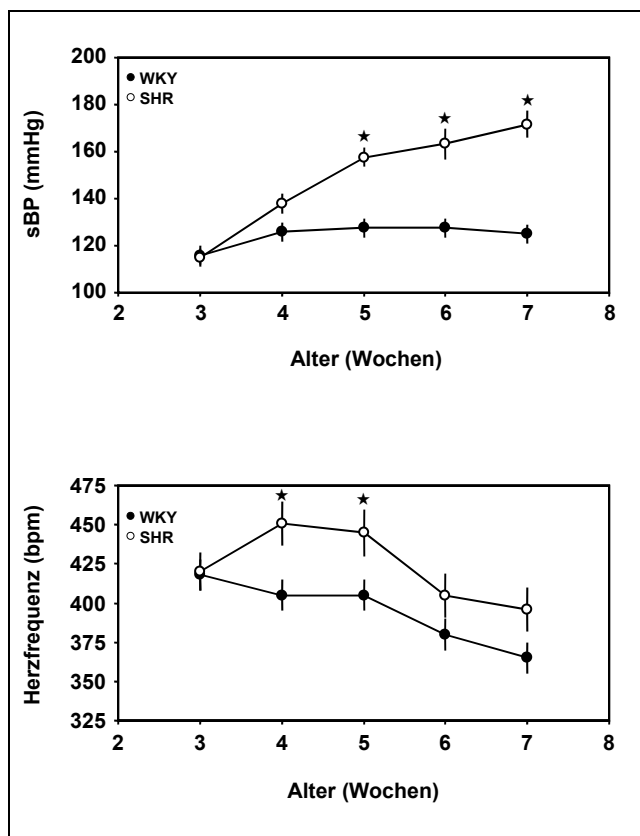 200
180
160
140
120
100
sBP (mmHg)
WKY
SHR
2 3 4 5 6 7 8
Alter (Wochen)
475
450
425
400
375
350
325
Herzfrequenz (bpm)
WKY
SHR
2 3 4 5 6 7 8
Alter (Wochen)